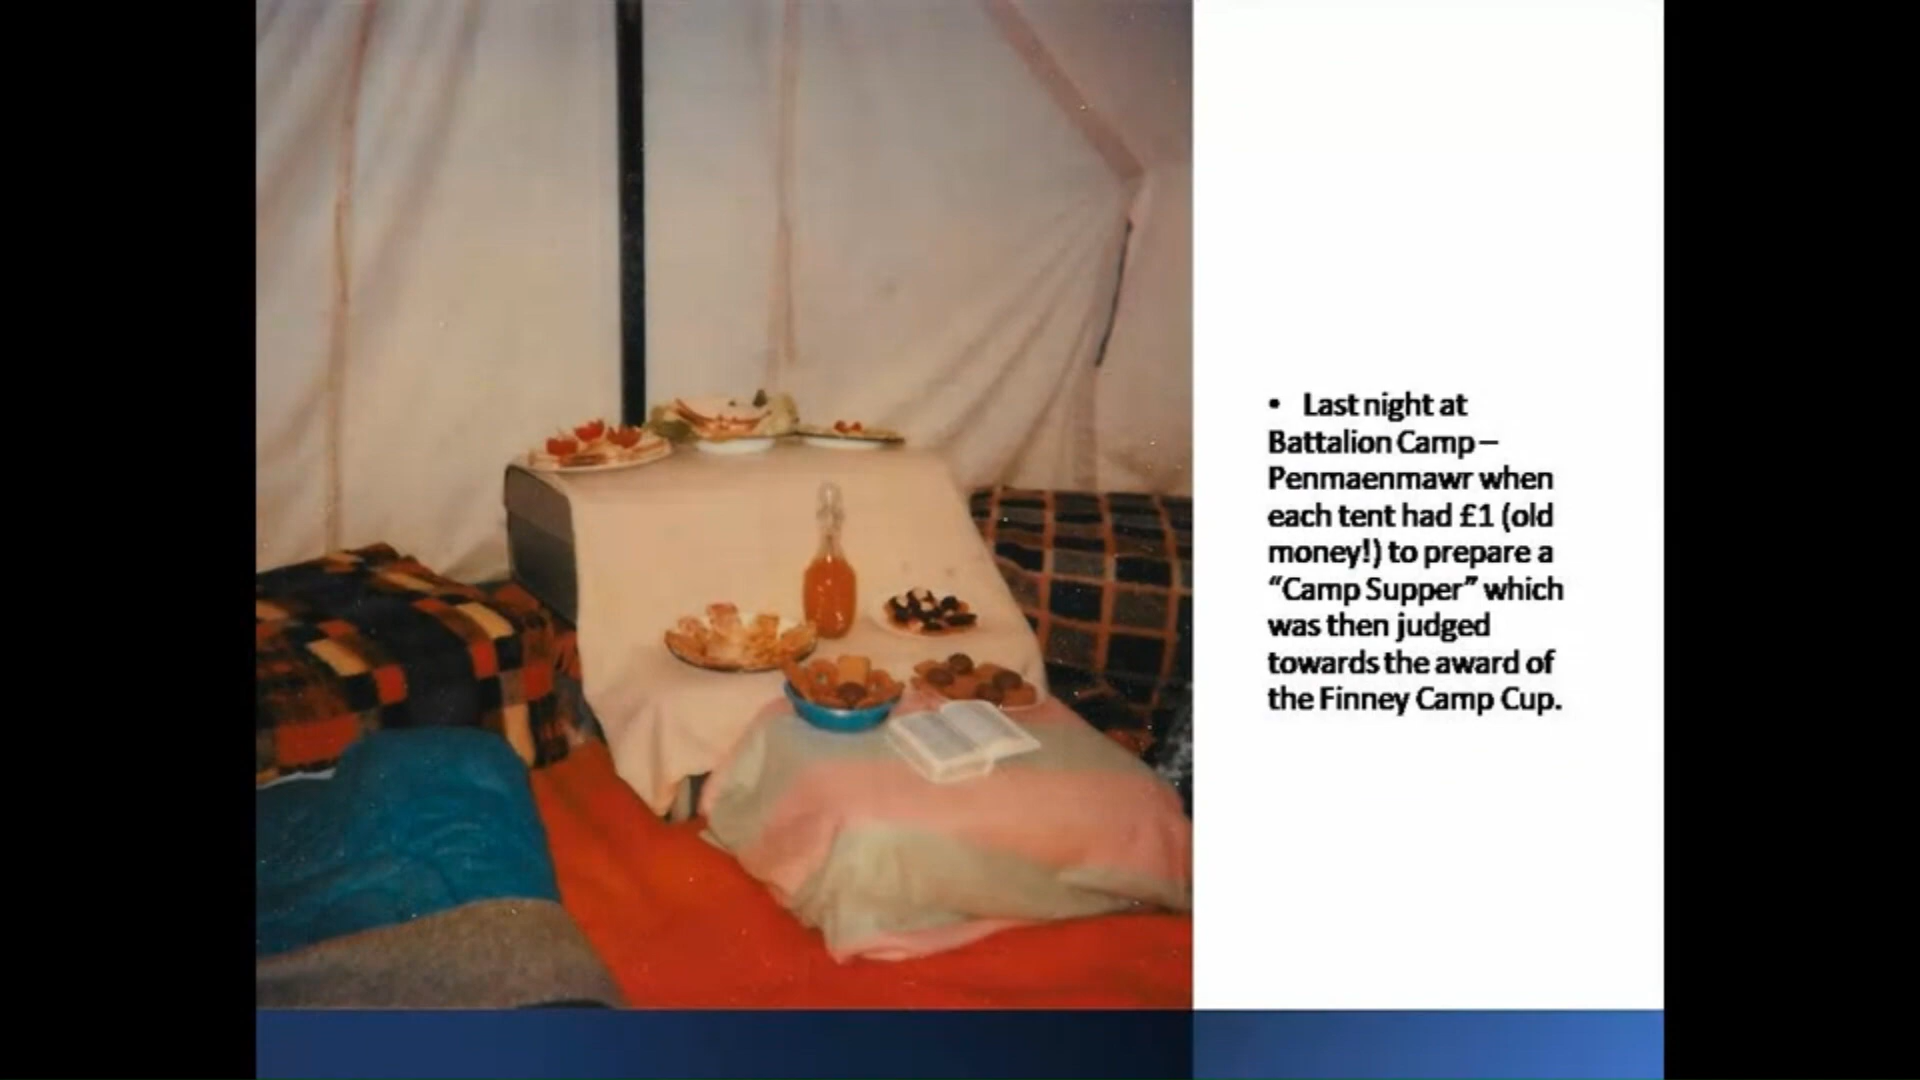 • Last night at
Battalion Camp –
Penmaenmawr when
each tent had £1 (old
money!) to prepare a
“Camp Supper” which
was then judged
towards the award of
the Finney Camp Cup.